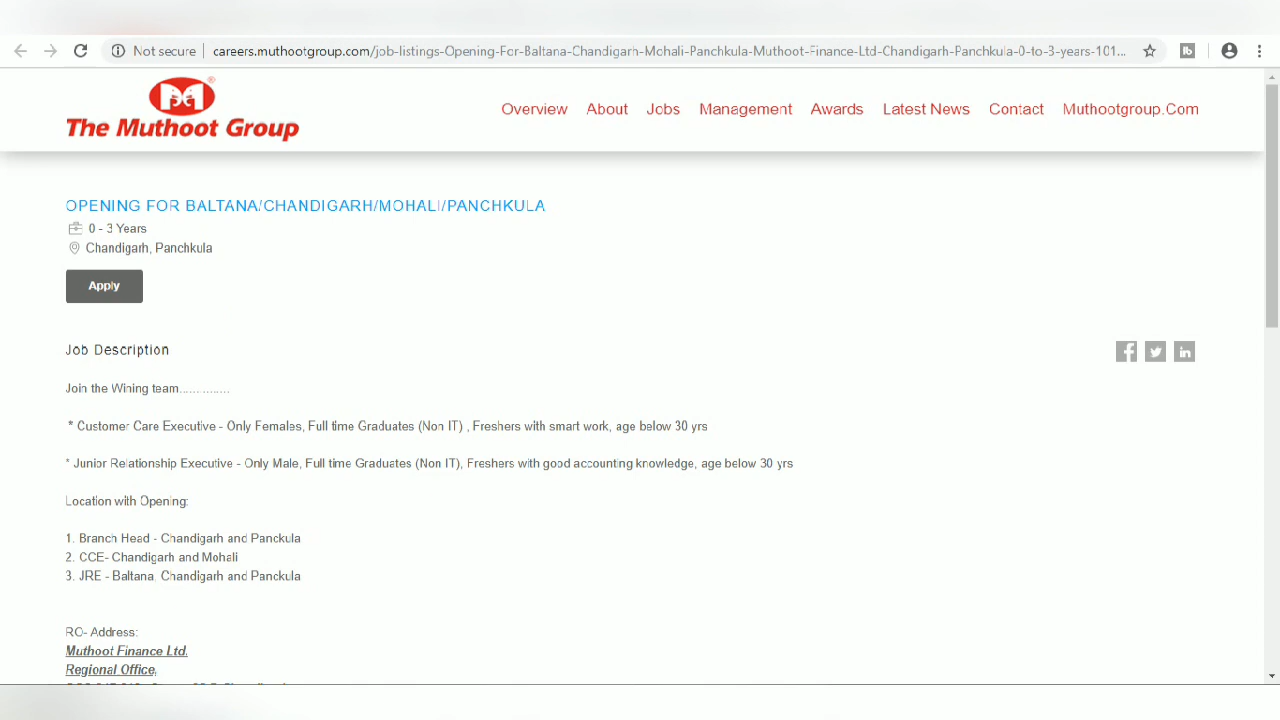 Not secure | careers.muthootgroup.com/job-listings-Opening-For-Baltana-Chandigarh-Mohali-Panchkula-Muthoot-Finance-Ltd-Chandigarh-Panchkula-0-to-3-years-101...
The Muthoot Group
Overview About Jobs Management Awards Latest News Contact Muthootgroup.Com
OPENING FOR BALTANA/CHANDIGARH/MOHALI/PANCHKULA
0 - 3 Years
Chandigarh, Panchkula
Apply
Job Description
Join the Wining team..............
* Customer Care Executive - Only Females, Full time Graduates (Non IT) , Freshers with smart work, age below 30 yrs
* Junior Relationship Executive - Only Male, Full time Graduates (Non IT), Freshers with good accounting knowledge, age below 30 yrs
Location with Opening:
1. Branch Head - Chandigarh and Panckula
2. CCE- Chandigarh and Mohali
3. JRE - Baltana, Chandigarh and Panckula
RO- Address:
Muthoot Finance Ltd.
Regional Office,